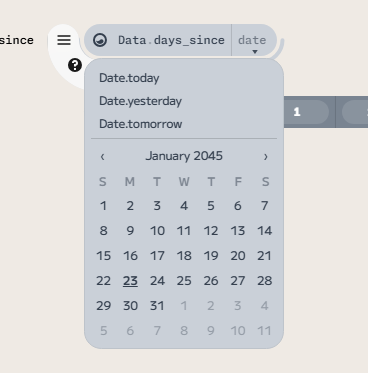 since Data.days_since date
?
Date.today
Date.yesterday
1
Date.tomorrow
‹ January 2045 ›
S M T W T F S
1 2 3 4 5 6 7
8 9 10 11 12 13 14
15 16 17 18 19 20 21
22 23 24 25 26 27 28
29 30 31 1 2 3 4
5 6 7 8 9 10 11